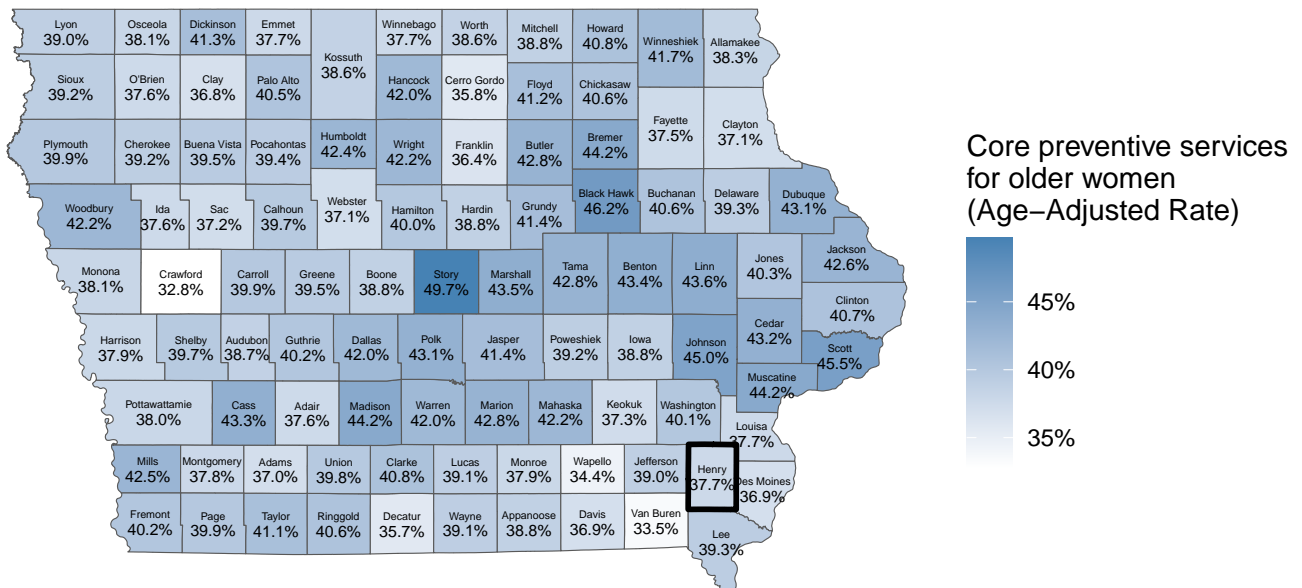 Lyon
39.0%
Osceola
38.1%
Dickinson
41.3%
Emmet
37.7%
Kossuth
38.6%
Winnebago
37.7%
Worth
38.6%
Mitchell
38.8%
Howard
40.8%
Winneshiek
41.7%
Allamakee
38.3%
Sioux
39.2%
O'Brien
37.6%
Clay
36.8%
Palo Alto
40.5%
Hancock
42.0%
Cerro Gordo
35.8%
Floyd
41.2%
Chickasaw
40.6%
Fayette
37.5%
Clayton
37.1%
Plymouth
39.9%
Cherokee
39.2%
Buena Vista
39.5%
Pocahontas
39.4%
Humboldt
42.4%
Wright
42.2%
Franklin
36.4%
Butler
42.8%
Bremer
44.2%
Woodbury
42.2%
Ida
37.6%
Sac
37.2%
Calhoun
39.7%
Webster
37.1%
Hamilton
40.0%
Hardin
38.8%
Grundy
41.4%
Black Hawk
46.2%
Buchanan
40.6%
Delaware
39.3%
Dubuque
43.1%
Monona
38.1%
Crawford
32.8%
Carroll
39.9%
Greene
39.5%
Boone
38.8%
Story
49.7%
Marshall
43.5%
Tama
42.8%
Benton
43.4%
Linn
43.6%
Jones
40.3%
Jackson
42.6%
Clinton
40.7%
Harrison
37.9%
Shelby
39.7%
Audubon
38.7%
Guthrie
40.2%
Dallas
42.0%
Polk
43.1%
Jasper
41.4%
Poweshiek
39.2%
Iowa
38.8%
Johnson
45.0%
Cedar
43.2%
Scott
45.5%
Muscatine
44.2%
Pottawattamie
38.0%
Cass
43.3%
Adair
37.6%
Madison
44.2%
Warren
42.0%
Marion
42.8%
Mahaska
42.2%
Keokuk
37.3%
Washington
40.1%
Louisa
37.7%
Mills
42.5%
Montgomery
37.8%
Adams
37.0%
Union
39.8%
Clarke
40.8%
Lucas
39.1%
Monroe
37.9%
Wapello
34.4%
Jefferson
39.0%
Henry
37.7%
Des Moines
36.9%
Fremont
40.2%
Page
39.9%
Taylor
41.1%
Ringgold
40.6%
Decatur
35.7%
Wayne
39.1%
Appanoose
38.8%
Davis
36.9%
Van Buren
33.5%
Lee
39.3%
Core preventive services
for older women
(Age−Adjusted Rate)
45%
40%
35%